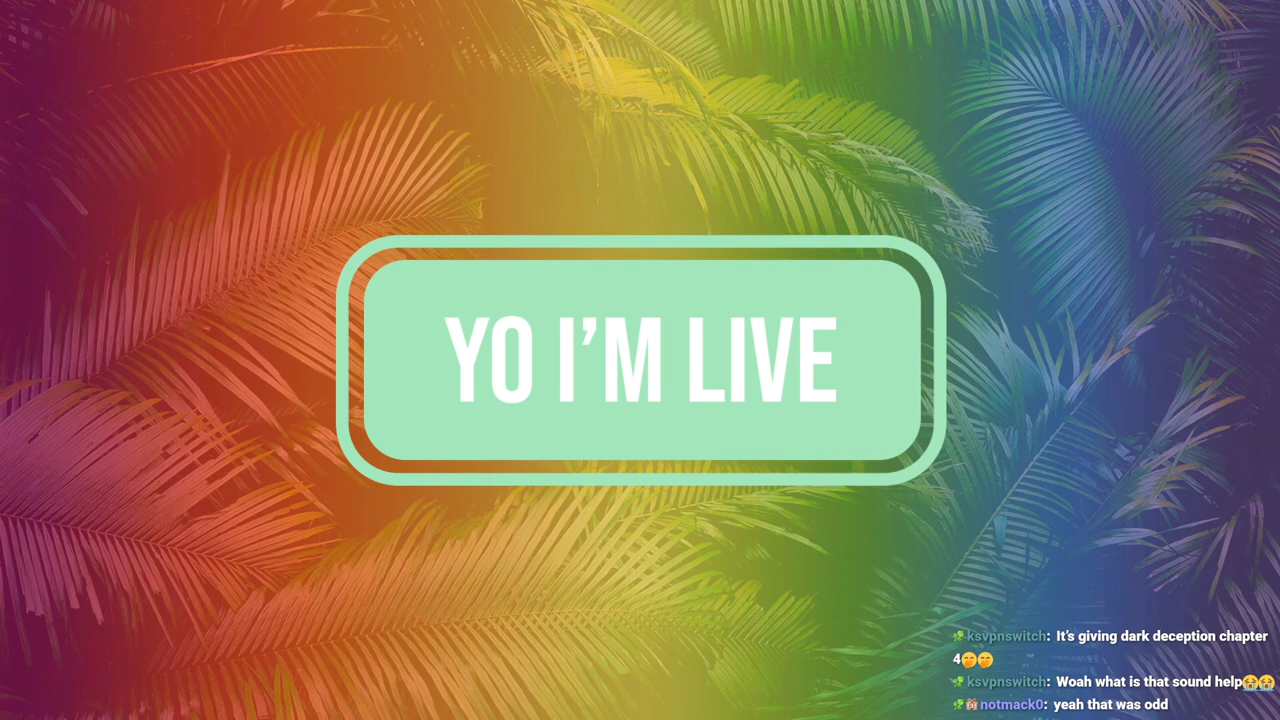 YO I’M LIVE
ksvpnswitch: It's giving dark deception chapter
4🤭🤭
ksvpnswitch: Woah what is that sound help😭😭
notmack0: yeah that was odd